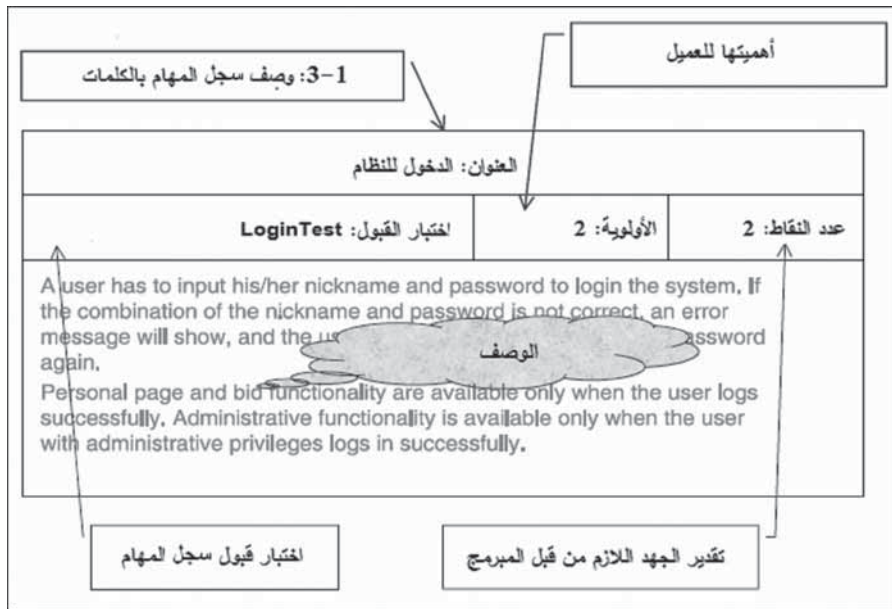 أهميتها للعميل
3-1: وصف سجل المهام بالكلمات
العنوان: الدخول للنظام
عدد النقاط: 2
الأولوية: 2
اختبار القبول: LoginTest
A user has to input his/her nickname and password to login the system. If
the combination of the nickname and password is not correct, an error
message will show, and the
الوصف
again.
Personal page and bid functionality are available only when the user logs
successfully. Administrative functionality is available only when the user
with administrative privileges logs in successfully.
اختبار قبول سجل المهام
تقدير الجهد اللازم من قبل المبرمج